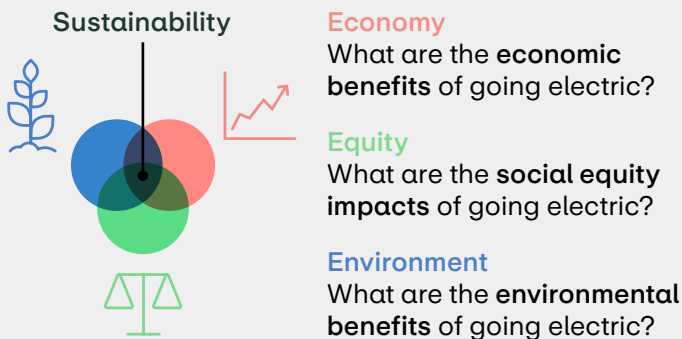 Sustainability
Economy
What are the economic
benefits of going electric?
Equity
What are the social equity
impacts of going electric?
Environment
What are the environmental
benefits of going electric?